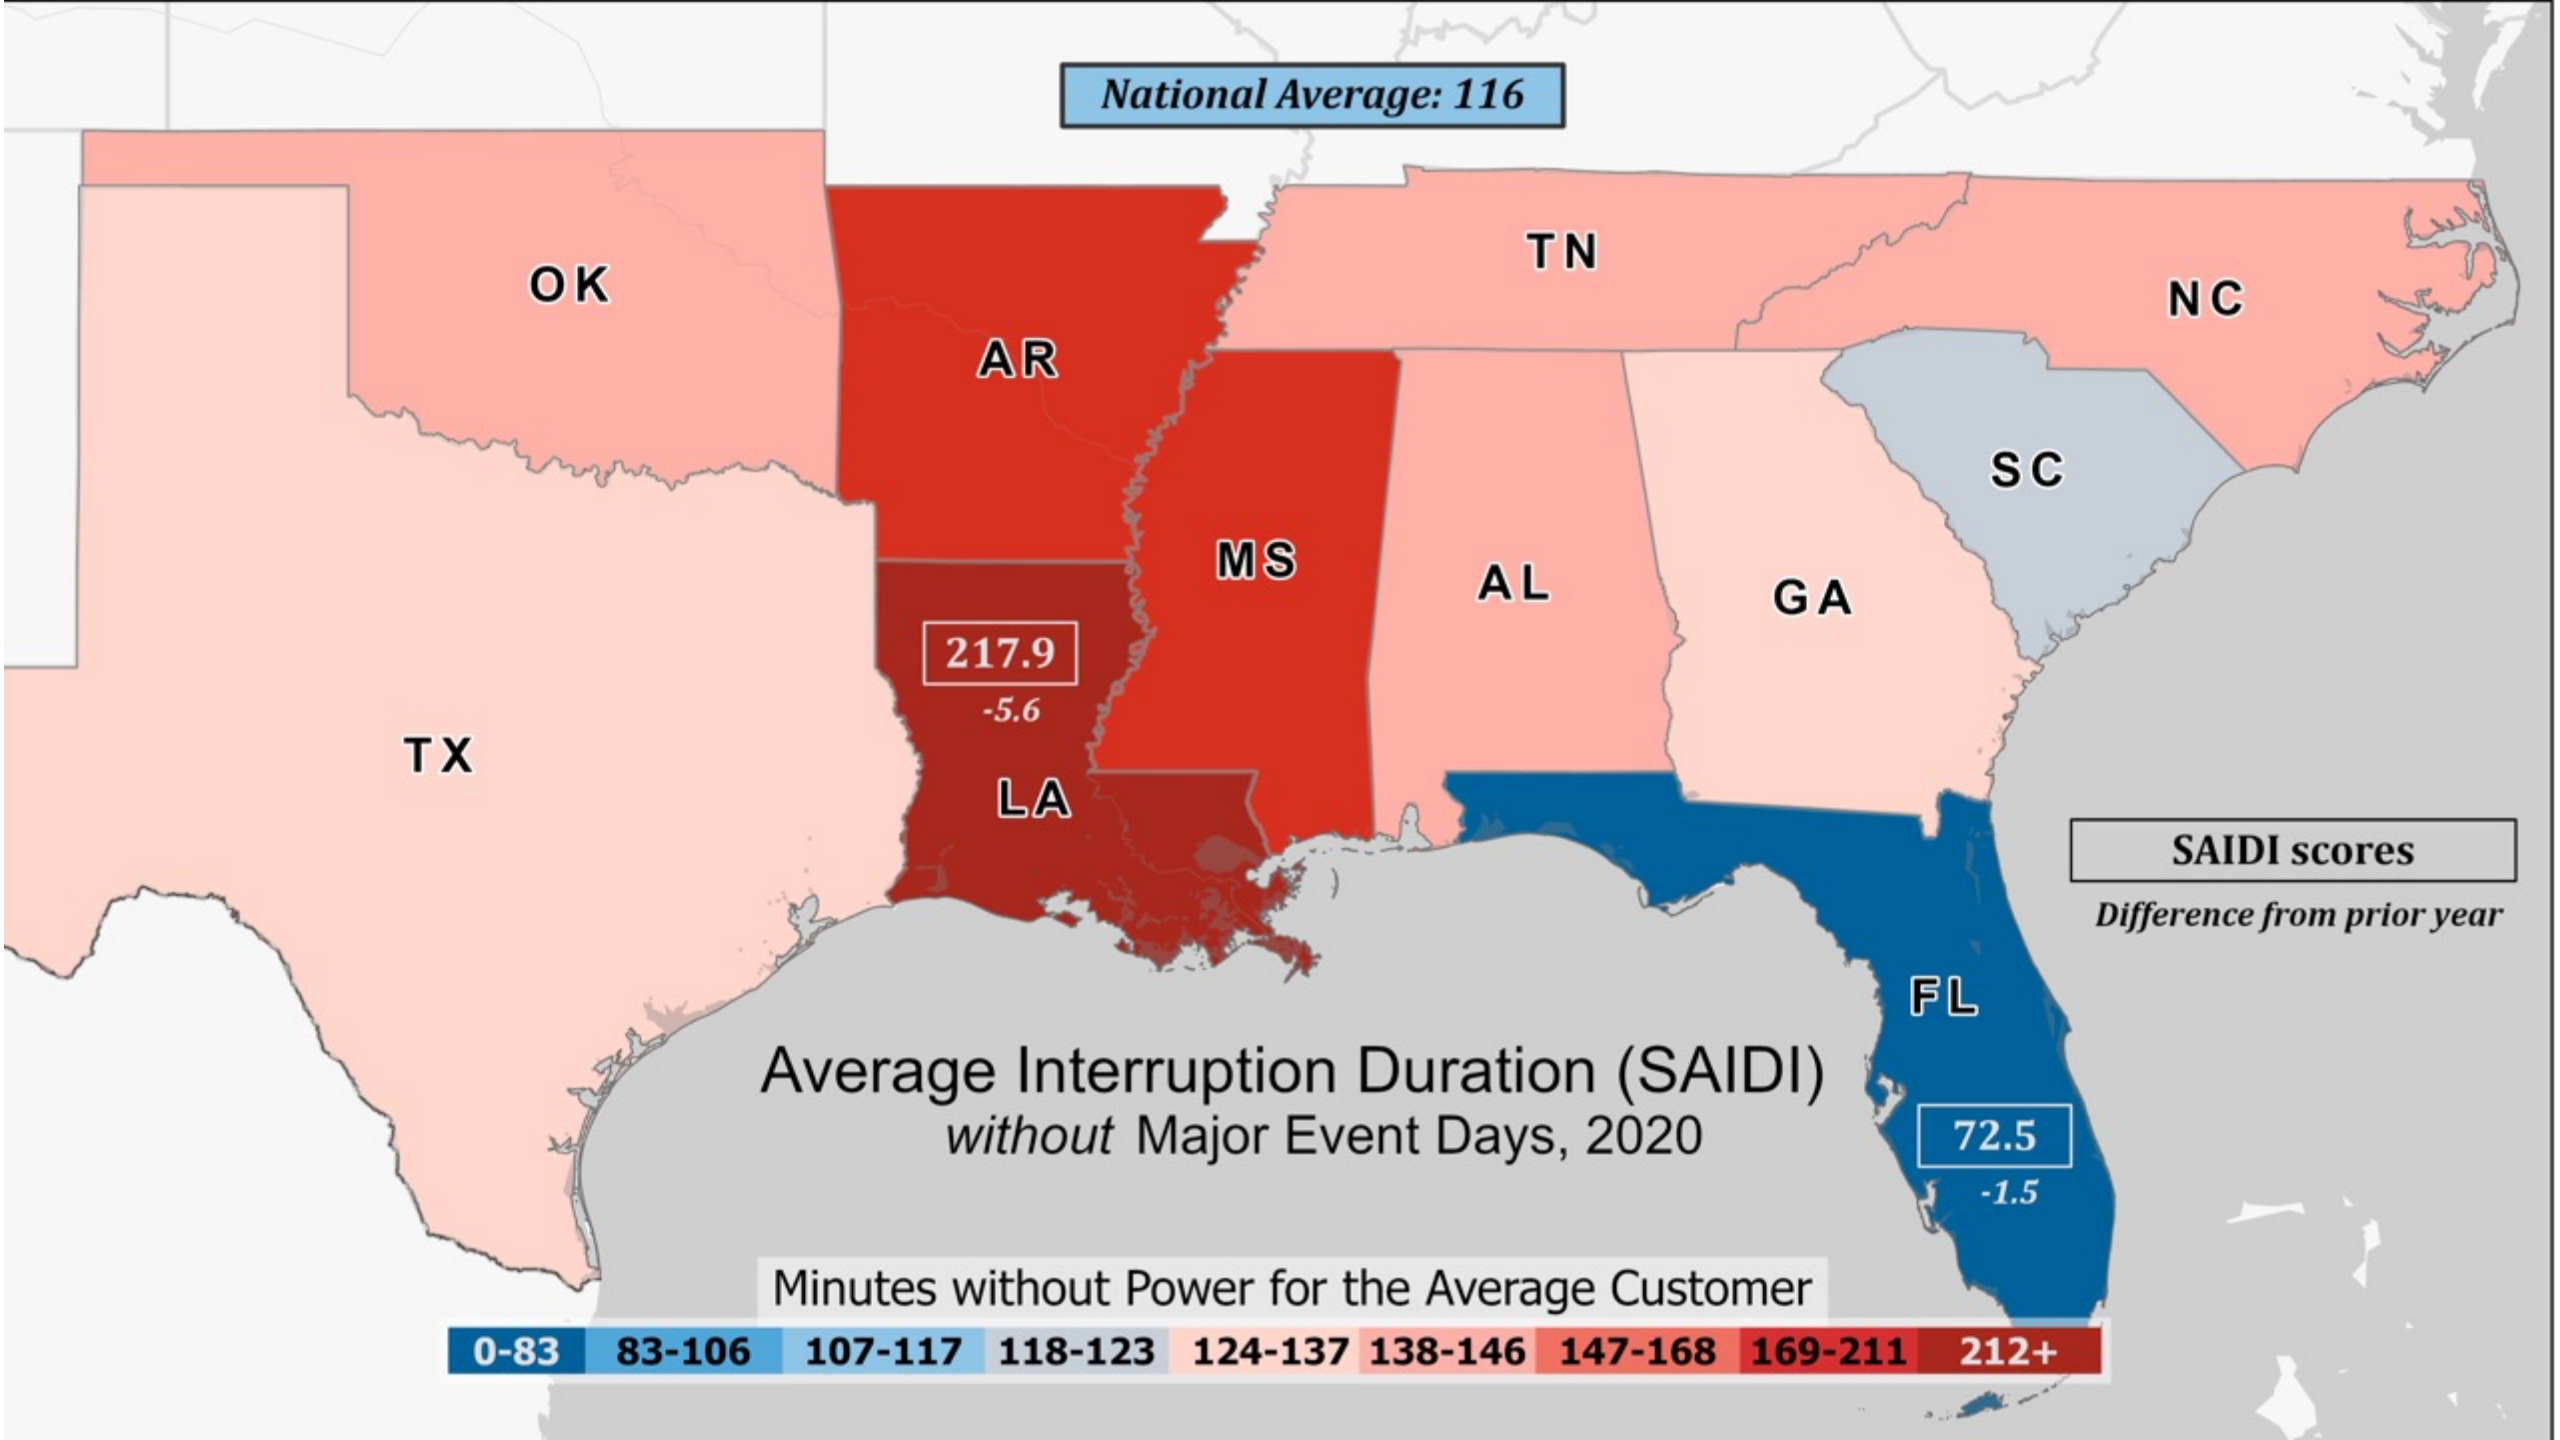 National Average: 116
OK
AR
TN
NC
SC
MS
AL
GA
217.9
-5.6
TX
LA
SAIDI scores
Difference from prior year
FL
Average Interruption Duration (SAIDI)
without Major Event Days, 2020
72.5
-1.5
Minutes without Power for the Average Customer
0-83 83-106 107-117 118-123 124-137 138-146 147-168 169-211 212+